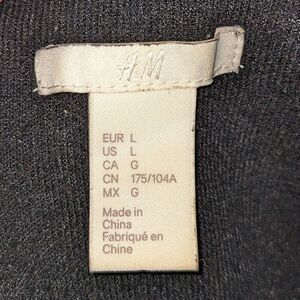 H&M
EUR L
US L
CA G
CN 175/104A
MX G
Made in
China
Fabriqué en
Chine